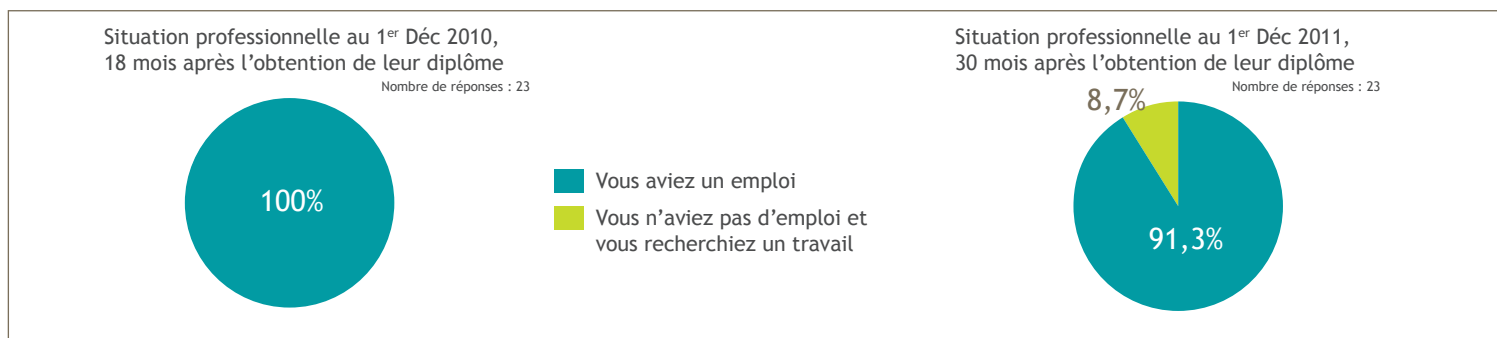 Situation professionnelle au 1er Déc 2010,
18 mois après l’obtention de leur diplôme
Nombre de réponses : 23
100%
Vous aviez un emploi
Vous n’aviez pas d’emploi et
vous recherchiez un travail
Situation professionnelle au 1er Déc 2011,
30 mois après l’obtention de leur diplôme
Nombre de réponses : 23
8,7%
91,3%